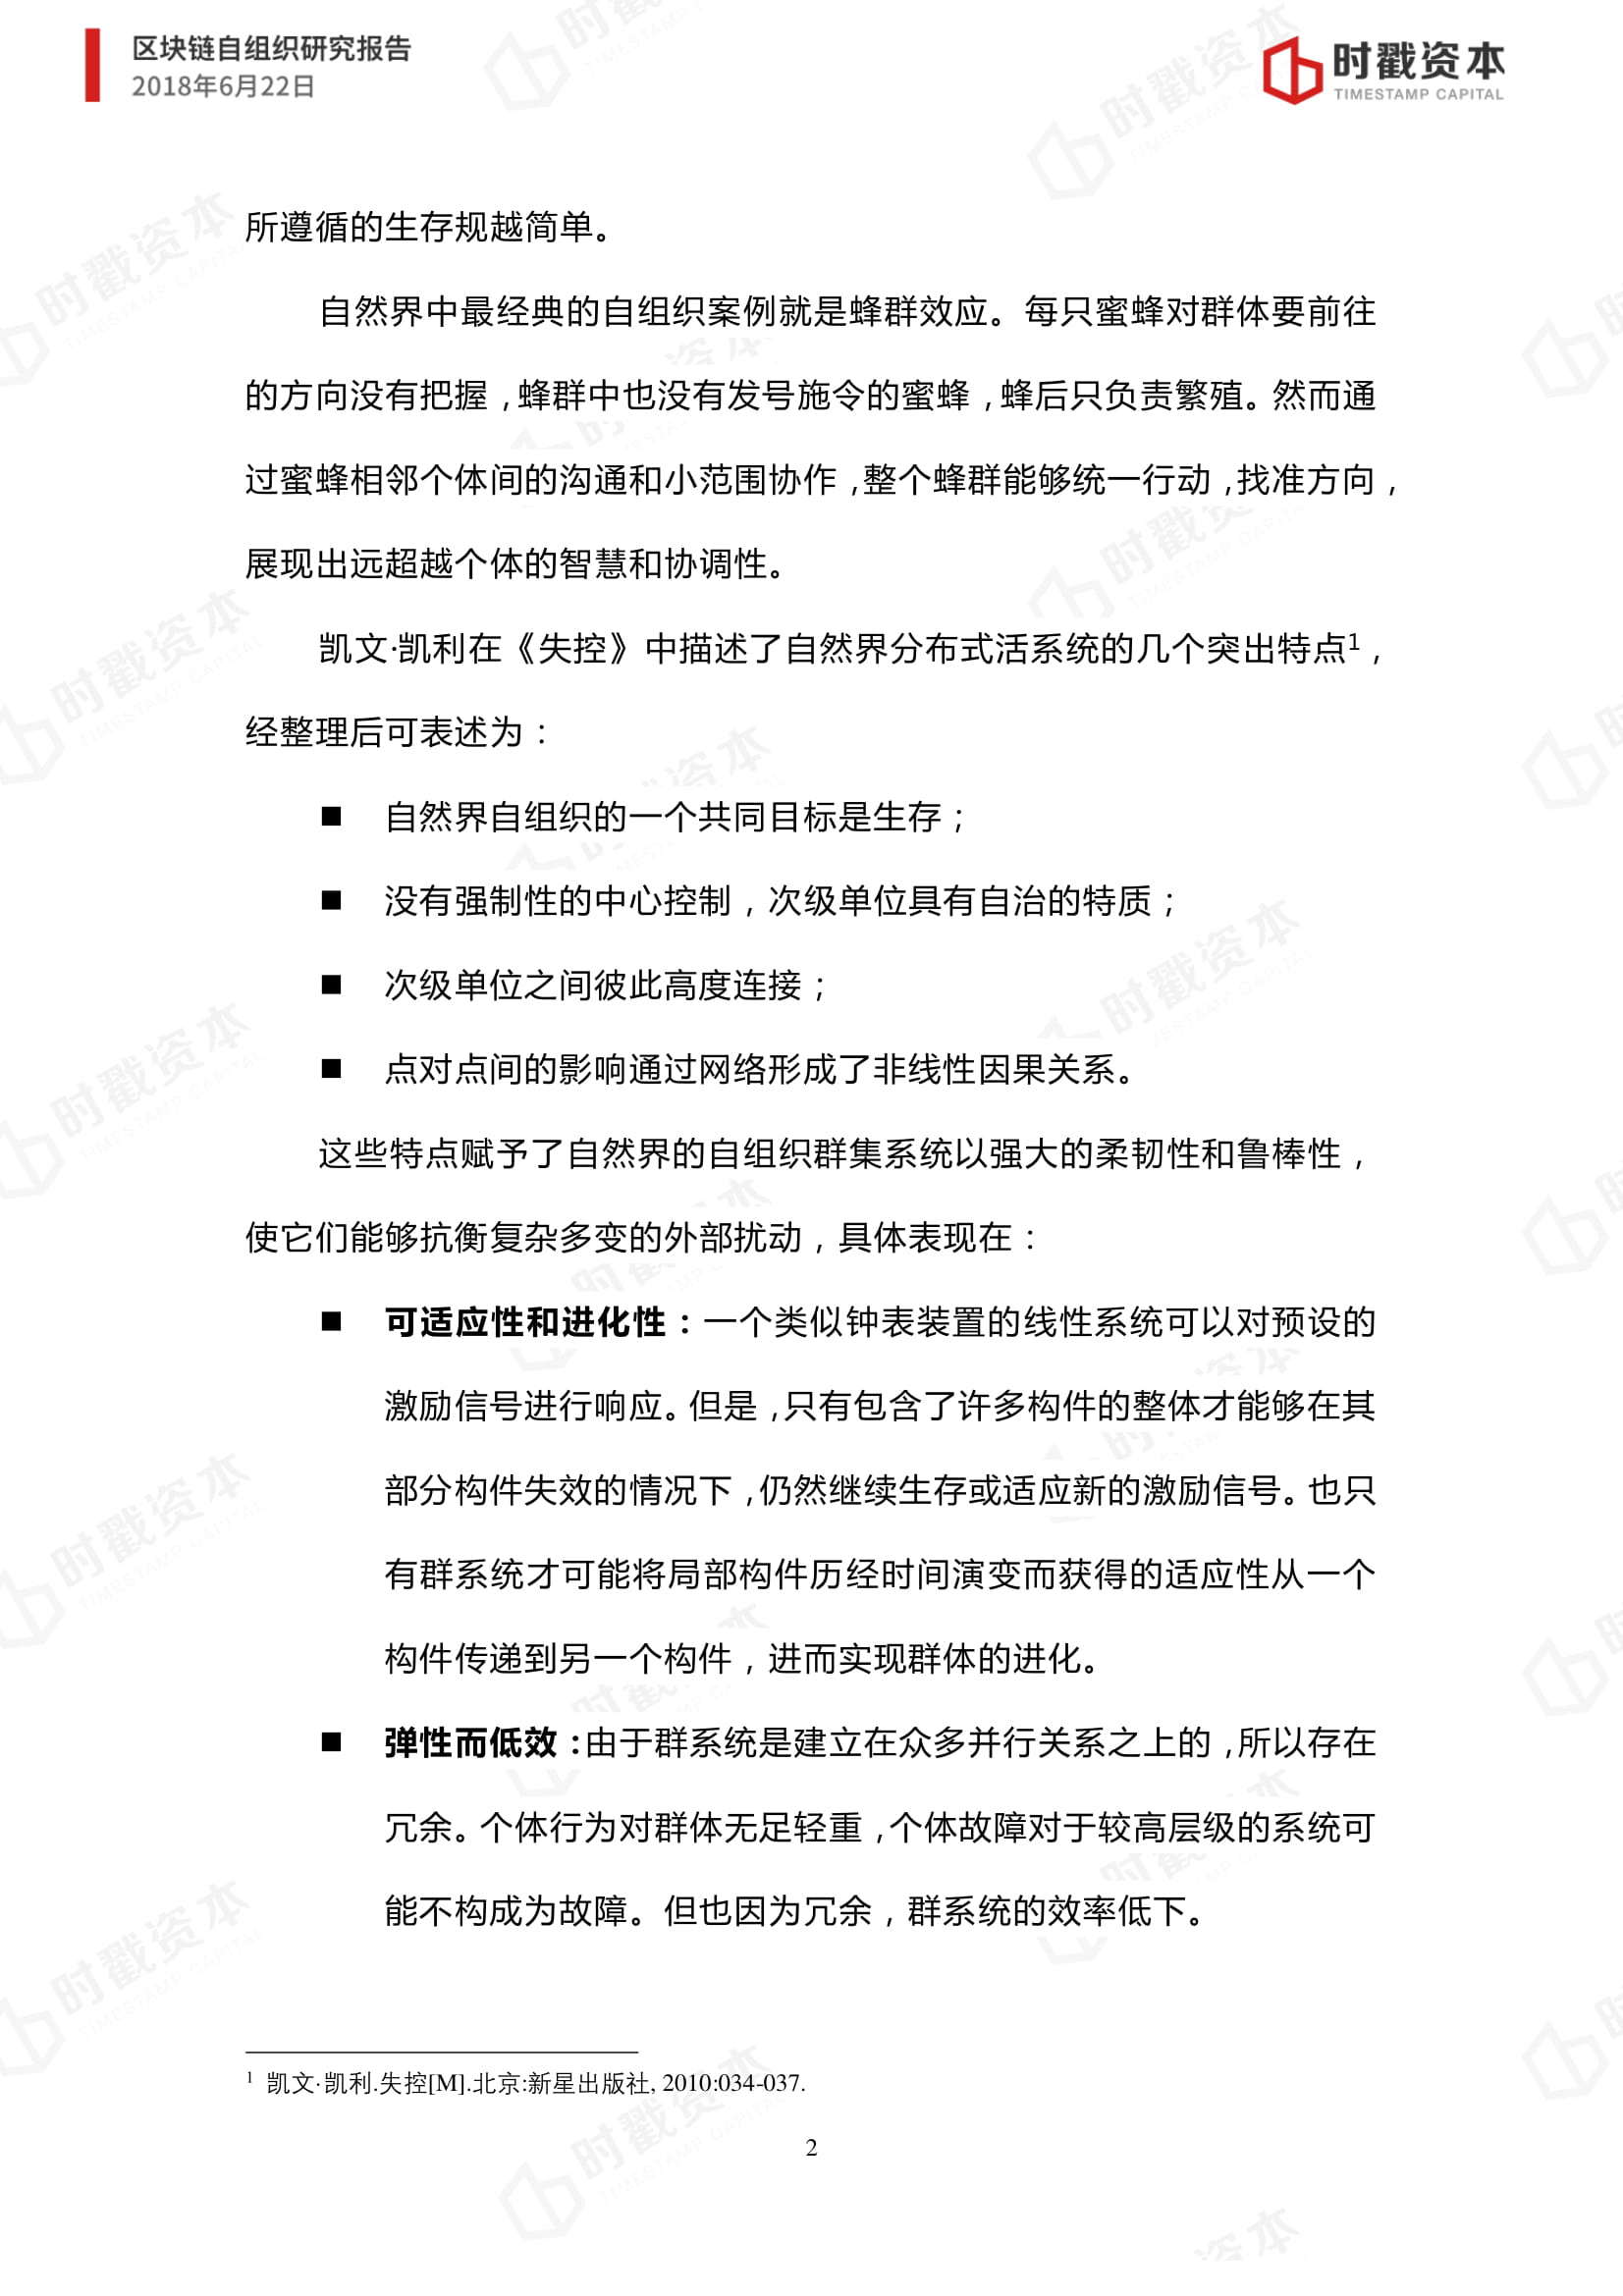 区块链自组织研究报告
2018年6月22日
时戳资本
TIMESTAMP CAPITAL
所遵循的生存规越简单。
自然界中最经典的自组织案例就是蜂群效应。每只蜜蜂对群体要前往
的方向没有把握，蜂群中也没有发号施令的蜜蜂，蜂后只负责繁殖。然而通
过蜜蜂相邻个体间的沟通和小范围协作，整个蜂群能够统一行动，找准方向，
展现出远超越个体的智慧和协调性。
凯文·凯利在《失控》中描述了自然界分布式活系统的几个突出特点1，
经整理后可表述为：
■ 自然界自组织的一个共同目标是生存；
■ 没有强制性的中心控制，次级单位具有自治的特质；
■ 次级单位之间彼此高度连接；
■ 点对点间的影响通过网络形成了非线性因果关系。
这些特点赋予了自然界的自组织群集系统以强大的柔韧性和鲁棒性，
使它们能够抗衡复杂多变的外部扰动，具体表现在：
■ 可适应性和进化性：一个类似钟表装置的线性系统可以对预设的
激励信号进行响应。但是，只有包含了许多构件的整体才能够在其
部分构件失效的情况下，仍然继续生存或适应新的激励信号。也只
有群系统才可能将局部构件历经时间演变而获得的适应性从一个
构件传递到另一个构件，进而实现群体的进化。
■ 弹性而低效：由于群系统是建立在众多并行关系之上的，所以存在
冗余。个体行为对群体无足轻重，个体故障对于较高层级的系统可
能不构成为故障。但也因为冗余，群系统的效率低下。
1 凯文·凯利.失控[M].北京:新星出版社, 2010:034-037.
2